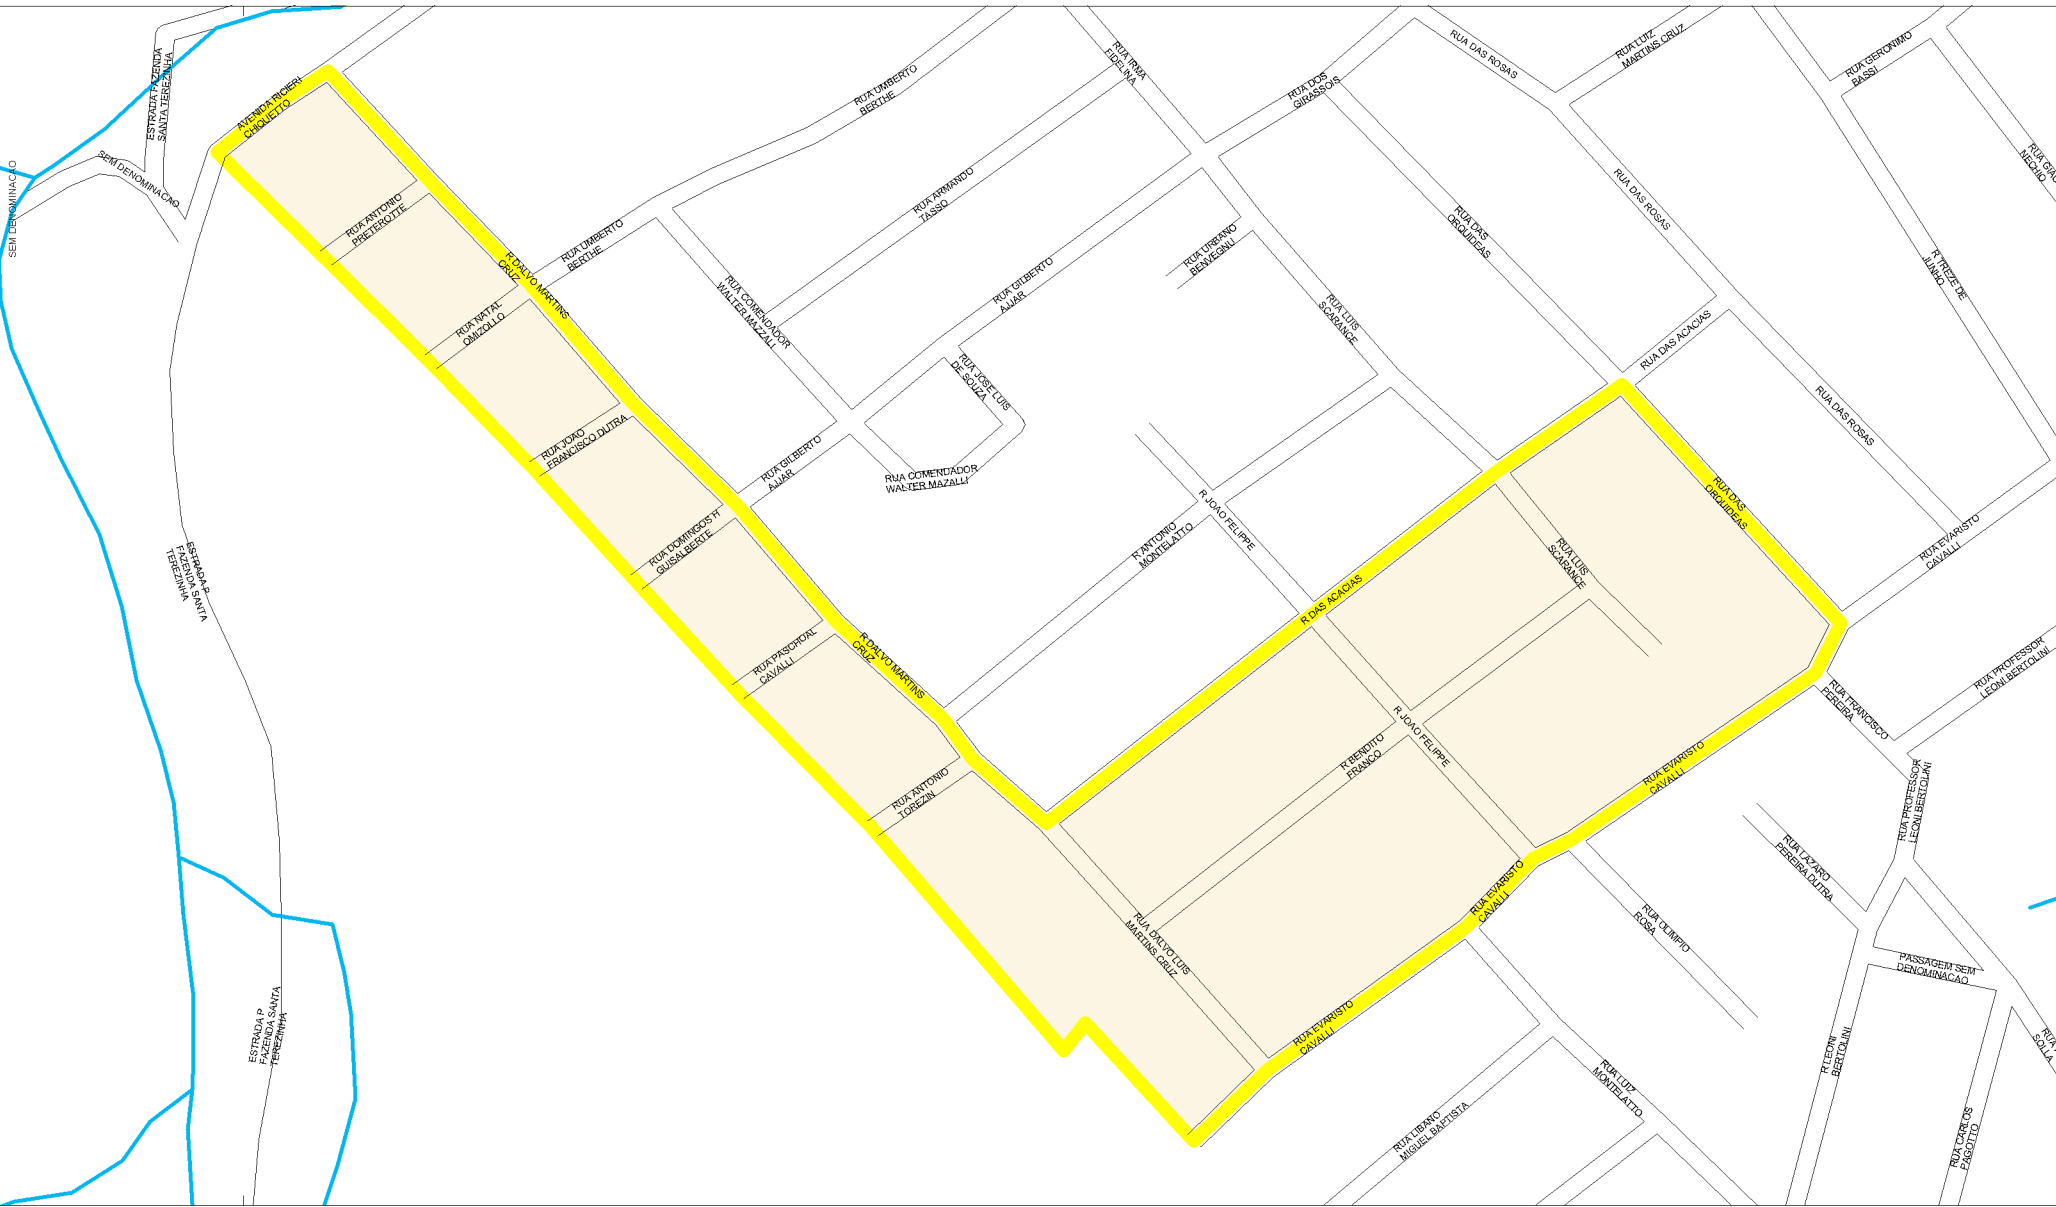 RUA DAS ROSAS
RUA LUIZ
MARTINS CRUZ
RUA GERONIMO
BASSI
RUA IRMA
FIDELINA
ESTRADA FAZENDA
SANTA TEREZINHA
AVENIDA RICIERI
CHIQUETTO
RUA UMBERTO
BERTHE
RUA DOS
GIRASSOIS
SEM DENOMINACAO
SEM DENOMINACAO
RUA ANTONIO
PRETEROTTE
RUA ARMANDO
TASSO
RUA DAS ROSAS
NECHIO
RUA DAS
ORQUIDEAS
RUA URBANO
BENVEGNU
RUA UMBERTO
BERTHE
R DALVO MARTINS
CRUZ
RUA GILBERTO
AJJAR
R TREZE DE
JUNHO
RUA COMENDADOR
WALTER MAZZALI
RUA NATAL
OMIZOLLO
RUA LUIS
SCARANCE
RUA DAS ACACIAS
RUA JOSE LUIS
DE SOUZA
RUA DAS ROSAS
RUA JOAO
FRANCISCO DUTRA
RUA GILBERTO
AJJAR
RUA COMENDADOR
WALTER MAZALLI
RUA DAS
ORQUIDEAS
R JOAO FELIPPE
RUA DOMINGOS H
GUISALBERTE
R ANTONIO
MONTELATTO
RUA EVARISTO
CAVALLI
RUA LUIS
SCARANCE
ESTRADA P
FAZENDA SANTA
TEREZINHA
R DAS ACACIAS
RUA PASCHOAL
CAVALLI
R DALVO MARTINS
CRUZ
RUA PROFESSOR
LEONI BERTOLINI
RUA FRANCISCO
PEREIRA
R JOAO FELIPPE
R BENDITO
FRANCO
RUA EVARISTO
CAVALLI
RUA ANTONIO
TOREZIN
RUA PROFESSOR
LEONI BERTOLINI
RUA LAZARO
PEREIRA DUTRA
RUA EVARISTO
CAVALLI
RUA OLIMPIO
ROSA
RUA DALVO LUIS
MARTINS CRUZ
PASSAGEM SEM
DENOMINACAO
RUA EVARISTO
CAVALLI
ESTRADA P
FAZENDA SANTA
TEREZINHA
R LEONI
BERTOLINI
SOLLA
RUA LUIZ
MONTELATTO
RUA LIBANO
MIGUEL BAPTISTA
RUA CARLOS
PAGOTTO